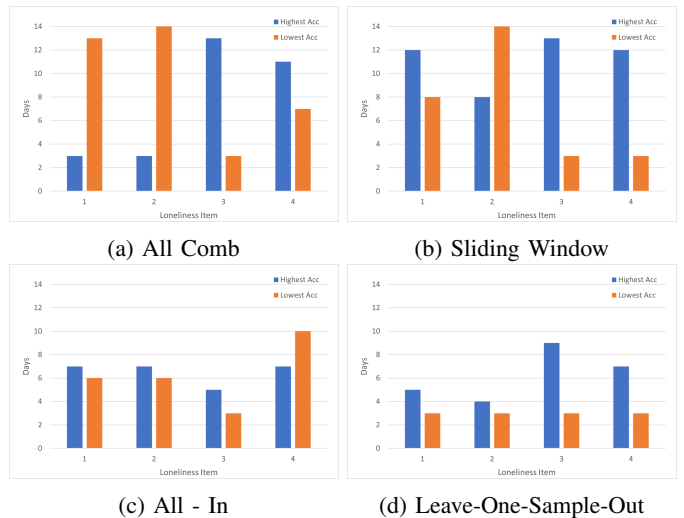 14
12
10
8
6
4
2
0
Days
Highest Acc
Lowest Acc
1 2 3 4
Loneliness Item
(a) All Comb
14
12
10
8
6
4
2
0
Days
Highest Acc
Lowest Acc
1 2 3 4
Loneliness Item
(b) Sliding Window
14
12
10
8
6
4
2
0
Days
Highest Acc
Lowest Acc
1 2 3 4
Loneliness Item
(c) All - In
14
12
10
8
6
4
2
0
Days
Highest Acc
Lowest Acc
1 2 3 4
Loneliness Item
(d) Leave-One-Sample-Out